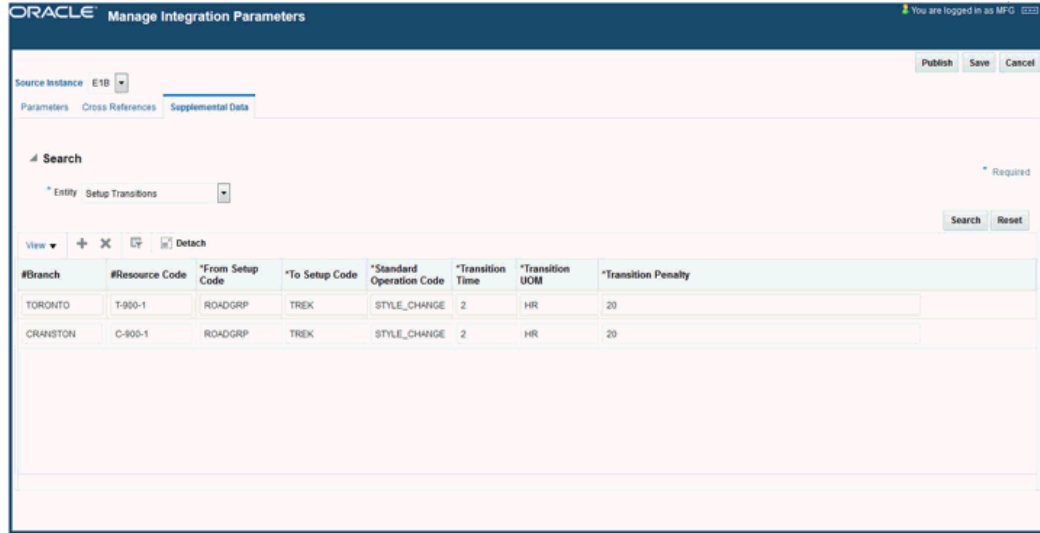 ORACLE Manage Integration Parameters
You are logged in as MFG
Publish Save Cancel
Source Instance E1B
Parameters Cross References Supplemental Data
Search
* Required
* Entity Setup Transitions
Search Reset
View Detach
#Branch #Resource Code *From Setup Code *To Setup Code *Standard Operation Code *Transition Time *Transition UOM *Transition Penalty
TORONTO T-900-1 ROADGRP TREK STYLE_CHANGE 2 HR 20
CRANSTON C-900-1 ROADGRP TREK STYLE_CHANGE 2 HR 20